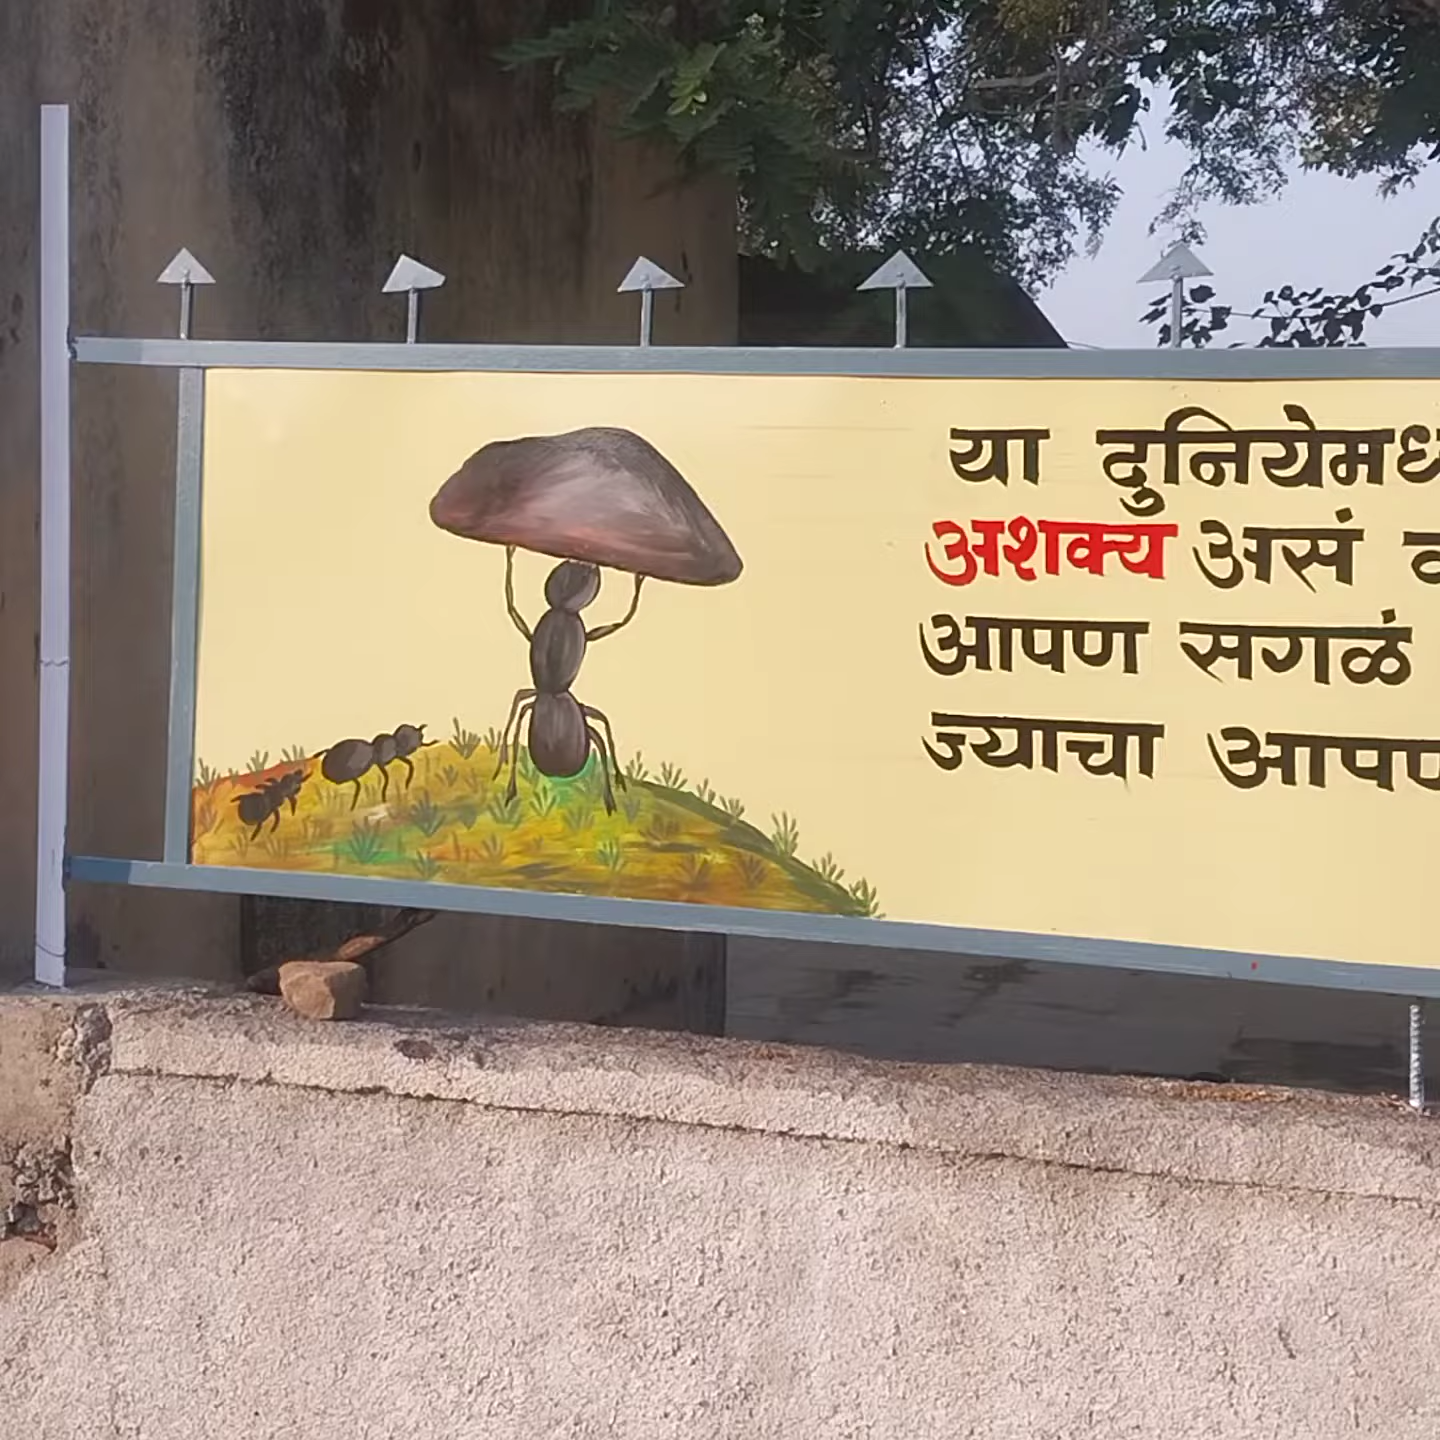 या दुनियेमध
अशक्य असं
आपण सगळं
ज्याचा आपण